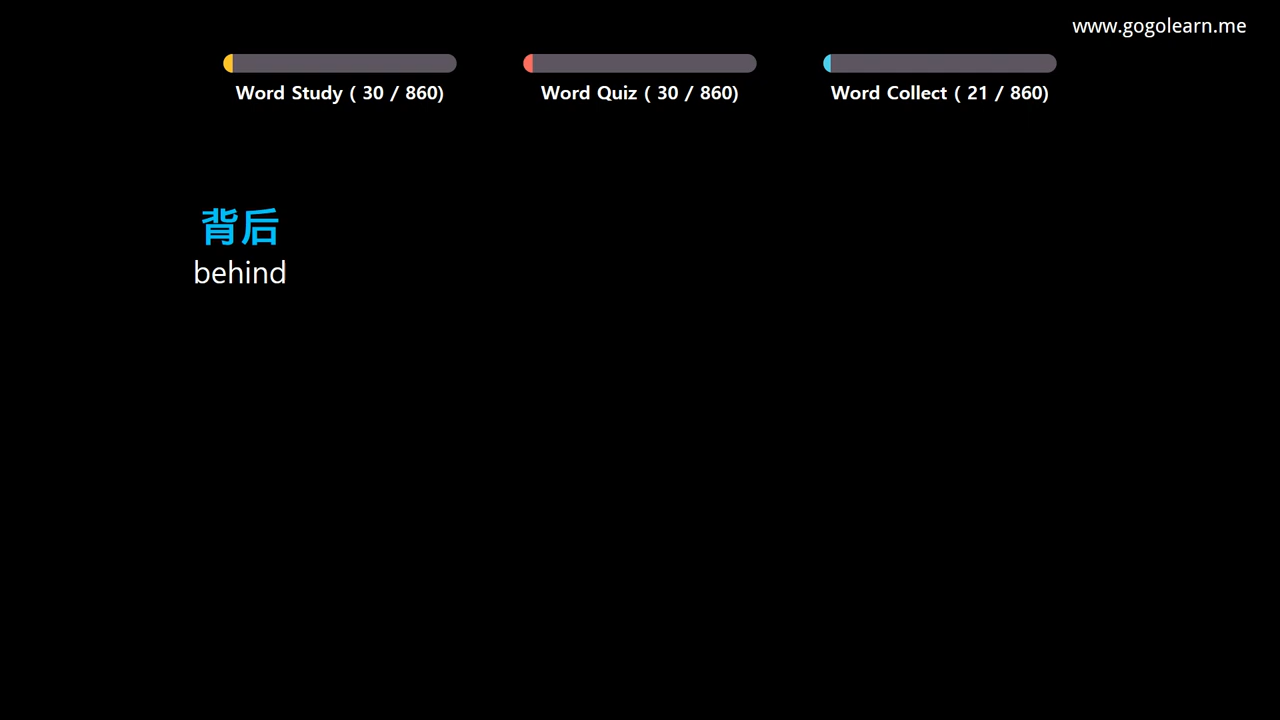 www.gogolearn.me
Word Study ( 30 / 860)
Word Quiz ( 30 / 860)
Word Collect ( 21 / 860)
背后
behind